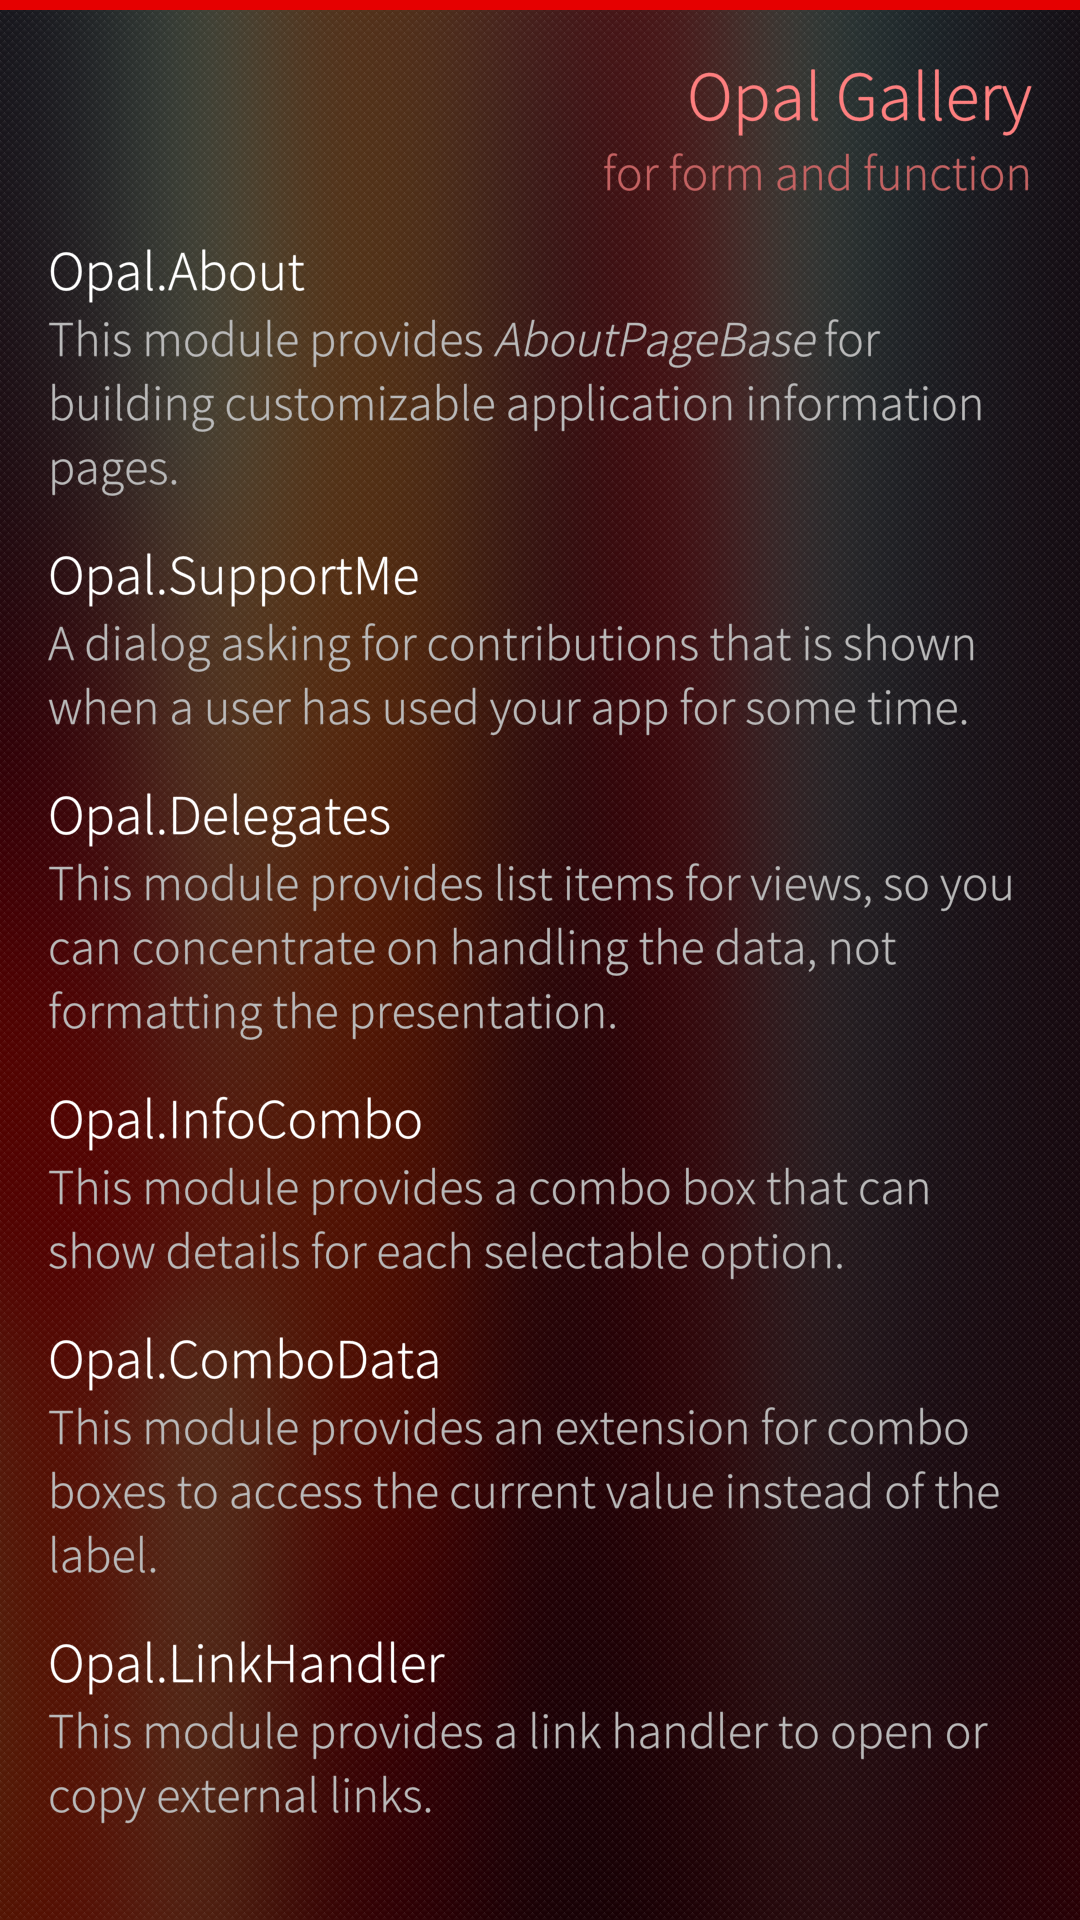 Opal Gallery
for form and function
Opal.About
This module provides AboutPageBase for
building customizable application information
pages.
Opal.SupportMe
A dialog asking for contributions that is shown
when a user has used your app for some time.
Opal.Delegates
This module provides list items for views, so you
can concentrate on handling the data, not
formatting the presentation.
Opal.InfoCombo
This module provides a combo box that can
show details for each selectable option.
Opal.ComboData
This module provides an extension for combo
boxes to access the current value instead of the
label.
Opal.LinkHandler
This module provides a link handler to open or
copy external links.